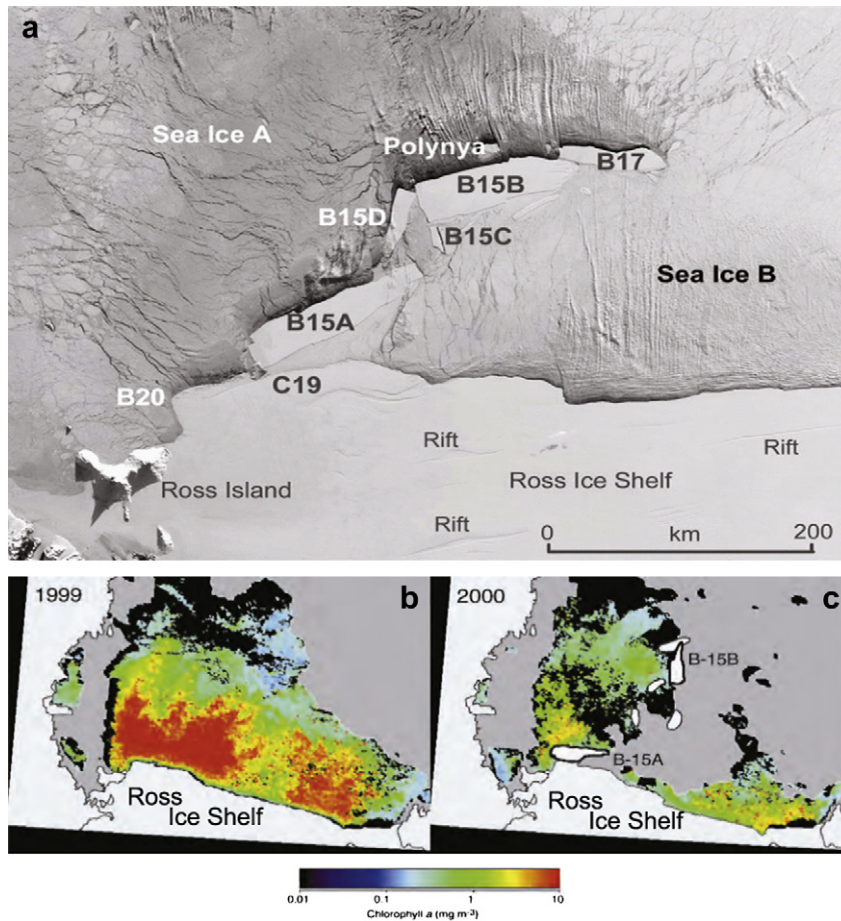 a
Sea Ice A
Polynya
B17
B15B
B15D
B15C
Sea Ice B
B15A
B20
C19
Rift
Rift
Ross Island
Ross Ice Shelf
Rift
0 km 200
1999
b
2000
c
B-15B
B-15A
Ross
Ice Shelf
Ross
Ice Shelf
0.01 0.1 1 10
Chlorophyll a (mg m⁻³)